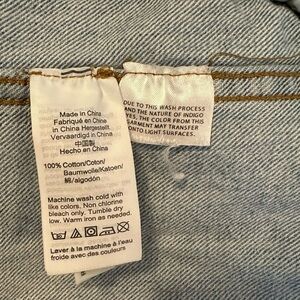 Made in China
Fabriqué en Chine
in China Hergestellt
Vervaardigd in China
中国製
Hecho en China
100% Cotton/Coton/
Baumwolle/Katoen/
綿/algodón
Machine wash cold with
like colors. Non chlorine
bleach only. Tumble dry
low. Warm iron as needed.
Laver à la machine à l'eau
froide avec des couleurs
DUE TO THIS WASH PROCESS
AND THE NATURE OF INDIGO
DYES, THE COLOR FROM THIS
GARMENT MAY TRANSFER
ONTO LIGHT SURFACES.